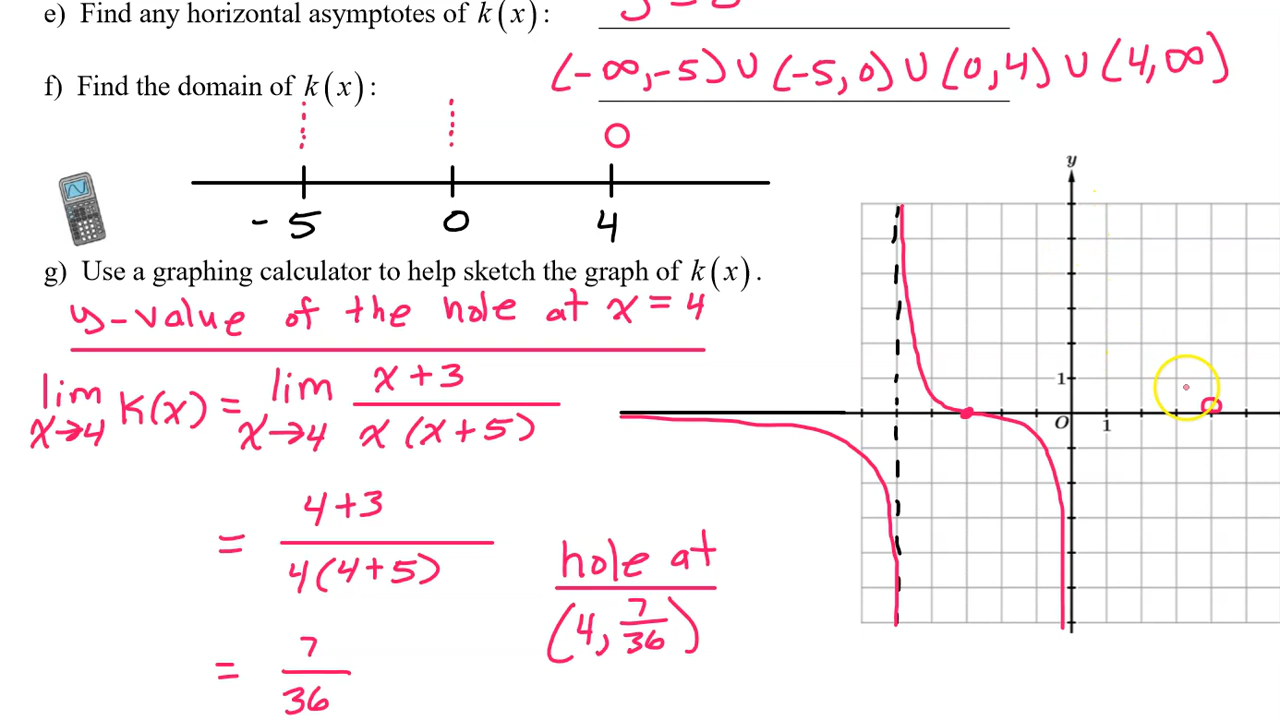 e) Find any horizontal asymptotes of k(x):
f) Find the domain of k(x):
(-∞,-5) ∪ (-5,0) ∪ (0,4) ∪ (4,∞)
-5 0 4
g) Use a graphing calculator to help sketch the graph of k(x).
y-value of the hole at x = 4
lim x→4 K(x) = lim x→4 x+3 / x(x+5)
= 4+3 / 4(4+5)
= 7/36
hole at
(4, 7/36)
y
1
O 1